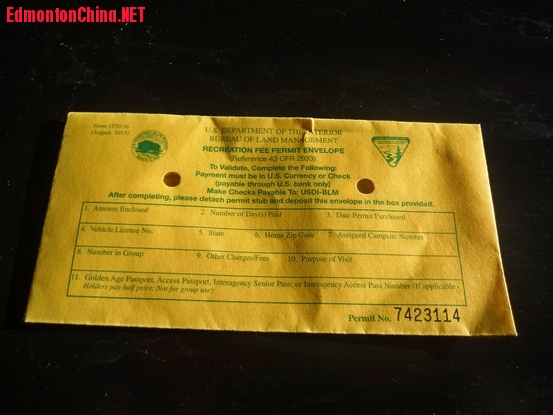 EdmontonChina.NET
Form 1370-36
(August 2012)
U.S. DEPARTMENT OF THE INTERIOR
BUREAU OF LAND MANAGEMENT
RECREATION FEE PERMIT ENVELOPE
(Reference 43 CFR 2933)
To Validate, Complete the Following:
Payment must be in U.S. Currency or Check
(payable through U.S. bank only)
Make Checks Payable To: USDI-BLM
After completing, please detach permit stub and deposit this envelope in the box provided.
1. Amount Enclosed 2. Number of Day(s) Paid 3. Date Permit Purchased
4. Vehicle License No. 5. State 6. Home Zip Code 7. Assigned Campsite Number
8. Number in Group 9. Other Charges/Fees 10. Purpose of Visit
11. Golden Age Passport, Access Passport, Interagency Senior Pass, or Interagency Access Pass Number (If applicable -
Holders pay half price. Not for group use)
Permit No. 7423114